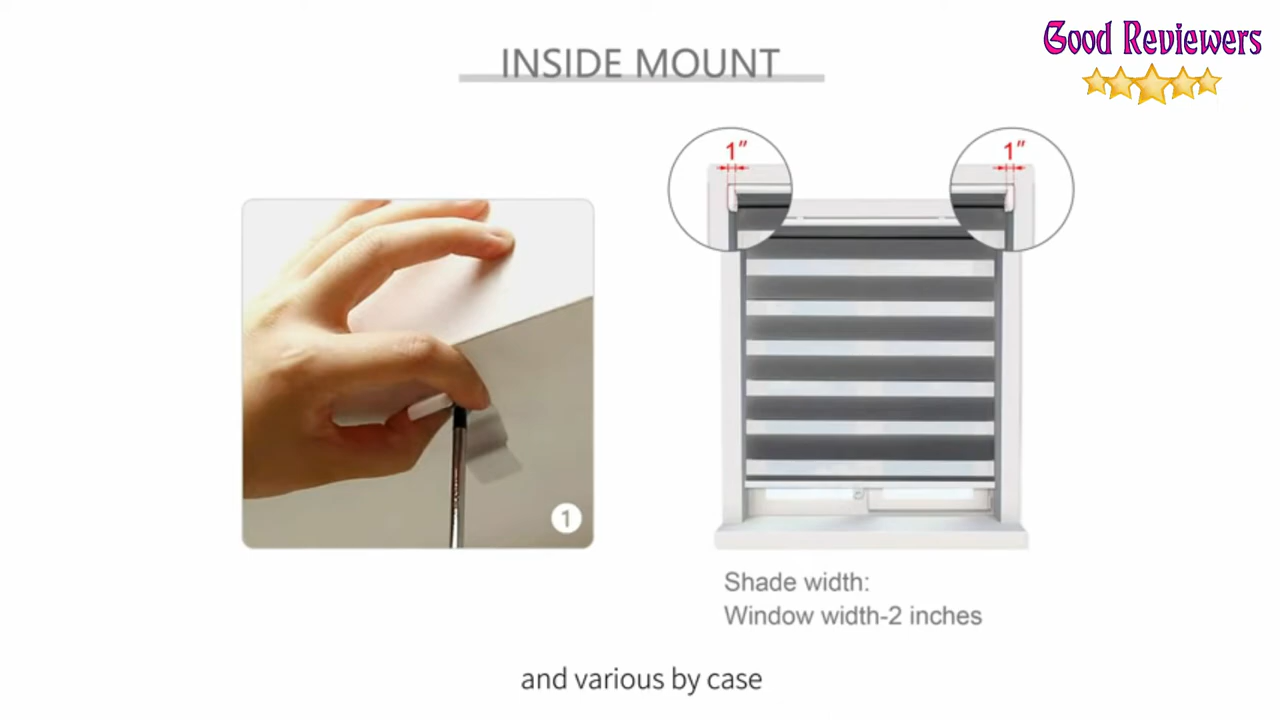 Good Reviewers
INSIDE MOUNT
1”
1”
1
Shade width:
Window width-2 inches
and various by case